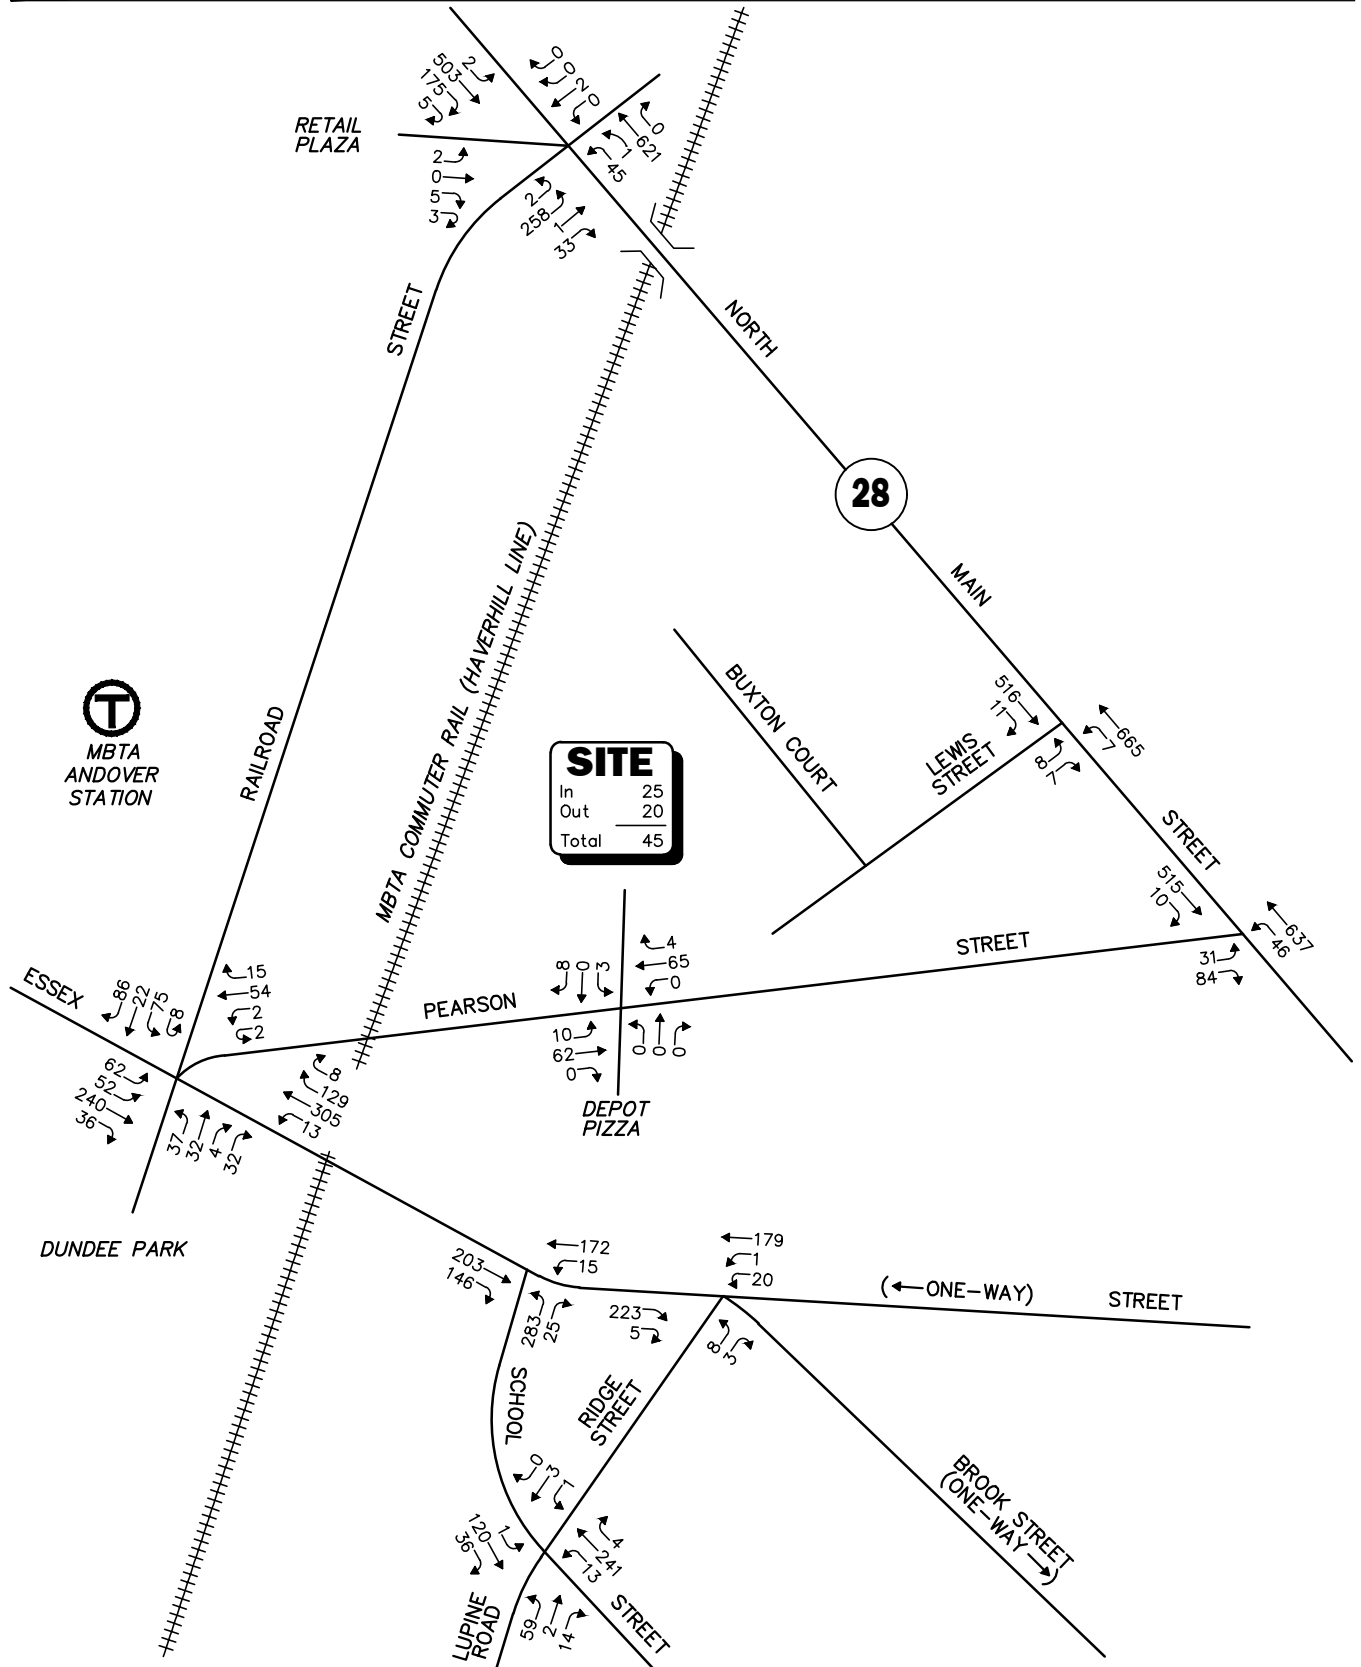 503
2
175
5
0
0
2
0
0
621
1
45
RETAIL
PLAZA
2
0
5
3
2
258
1
33
STREET
NORTH
28
MAIN
MBTA COMMUTER RAIL (HAVERHILL LINE)
BUXTON COURT
516
11
665
7
LEWIS
STREET
8
7
T
MBTA
ANDOVER
STATION
RAILROAD
SITE
In 25
Out 20
Total 45
STREET
515
10
637
46
31
84
STREET
PEARSON
8
0
3
4
65
0
10
62
0
0
0
0
DEPOT
PIZZA
ESSEX
86
22
75
8
15
54
2
2
62
52
240
36
8
129
305
13
37
32
4
32
DUNDEE PARK
203
146
172
15
283
25
179
1
20
223
5
8
3
(←ONE-WAY)
STREET
SCHOOL
RIDGE
STREET
BROOK STREET
(ONE-WAY→)
0
3
1
1
120
36
4
241
13
59
2
14
LUPINE
ROAD
STREET